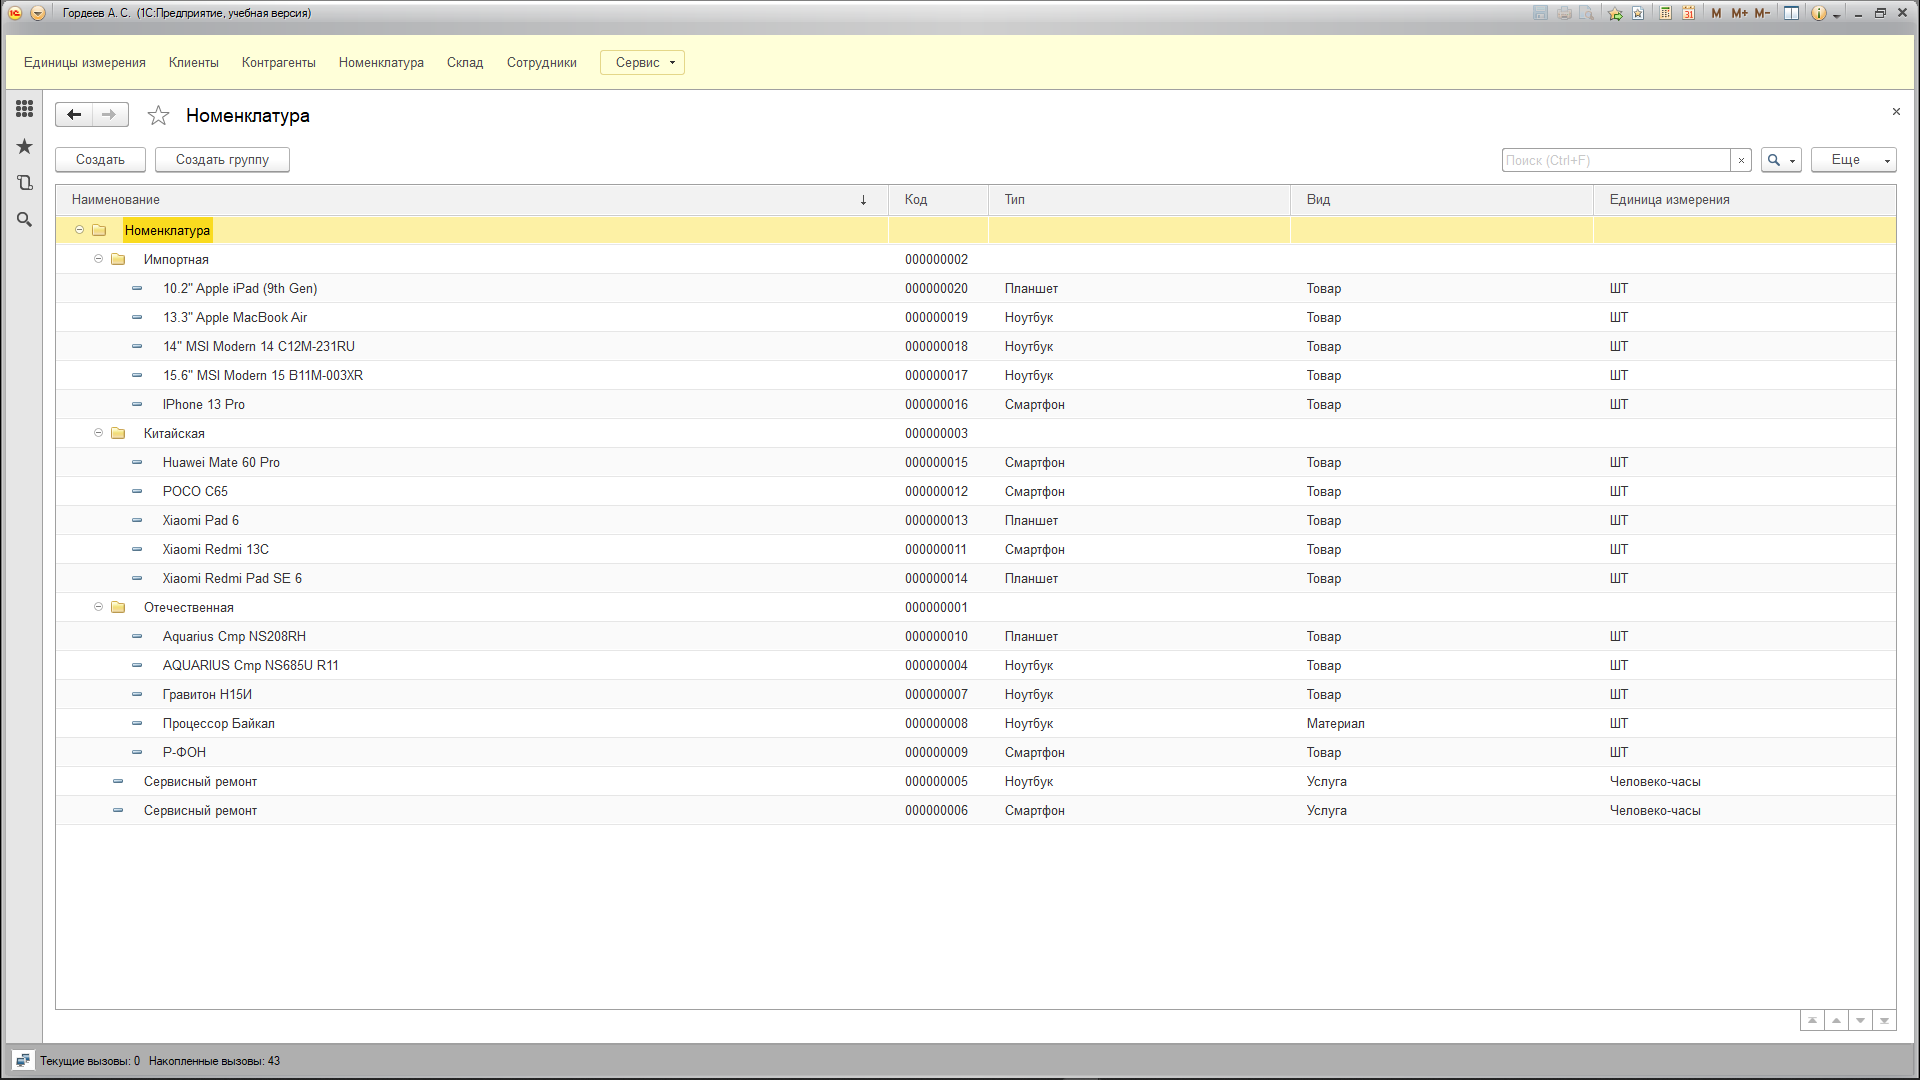 Гордеев А. С. (1С:Предприятие, учебная версия)
31 M M+ M-
Единицы измерения Клиенты Контрагенты Номенклатура Склад Сотрудники Сервис
Номенклатура
Создать Создать группу Поиск (Ctrl+F) Еще
Наименование Код Тип Вид Единица измерения
Номенклатура
Импортная 000000002
10.2" Apple iPad (9th Gen) 000000020 Планшет Товар ШТ
13.3" Apple MacBook Air 000000019 Ноутбук Товар ШТ
14" MSI Modern 14 C12M-231RU 000000018 Ноутбук Товар ШТ
15.6" MSI Modern 15 B11M-003XR 000000017 Ноутбук Товар ШТ
IPhone 13 Pro 000000016 Смартфон Товар ШТ
Китайская 000000003
Huawei Mate 60 Pro 000000015 Смартфон Товар ШТ
POCO C65 000000012 Смартфон Товар ШТ
Xiaomi Pad 6 000000013 Планшет Товар ШТ
Xiaomi Redmi 13C 000000011 Смартфон Товар ШТ
Xiaomi Redmi Pad SE 6 000000014 Планшет Товар ШТ
Отечественная 000000001
Aquarius Cmp NS208RH 000000010 Планшет Товар ШТ
AQUARIUS Cmp NS685U R11 000000004 Ноутбук Товар ШТ
Гравитон Н15И 000000007 Ноутбук Товар ШТ
Процессор Байкал 000000008 Ноутбук Материал ШТ
Р-ФОН 000000009 Смартфон Товар ШТ
Сервисный ремонт 000000005 Ноутбук Услуга Человеко-часы
Сервисный ремонт 000000006 Смартфон Услуга Человеко-часы
Текущие вызовы: 0 Накопленные вызовы: 43